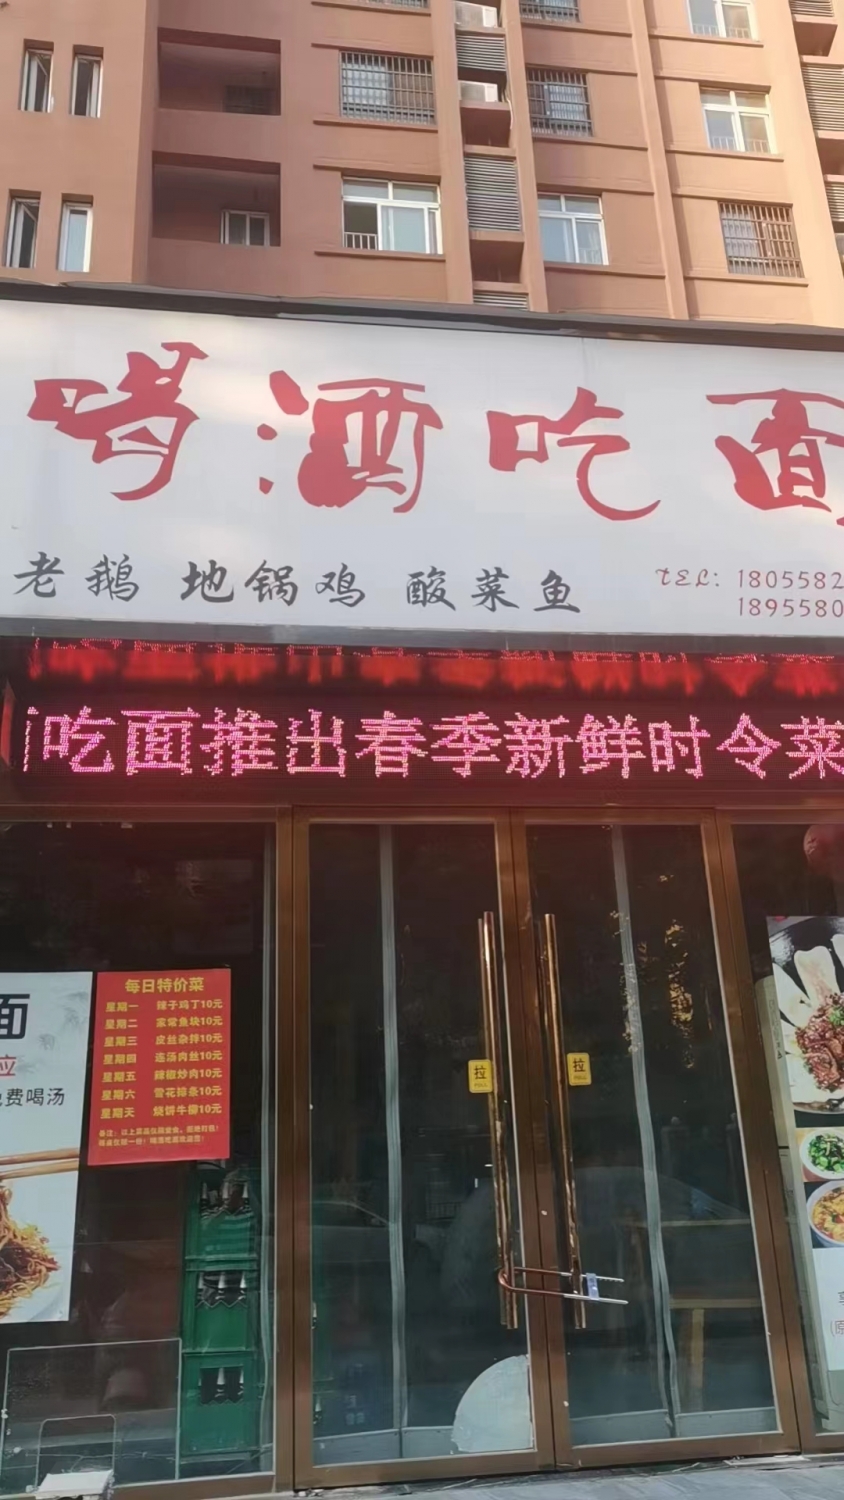 喝酒吃面
老鹅 地锅鸡 酸菜鱼
TEL: 1805582
1895580
吃面推出春季新鲜时令菜
面
应
免费喝汤
每日特价菜
星期一 辣子鸡丁10元
星期二 家常鱼块10元
星期三 皮丝杂拌10元
星期四 连汤肉丝10元
星期五 辣椒炒肉10元
星期六 雪花排条10元
星期天 烧饼牛柳10元
拉
拉